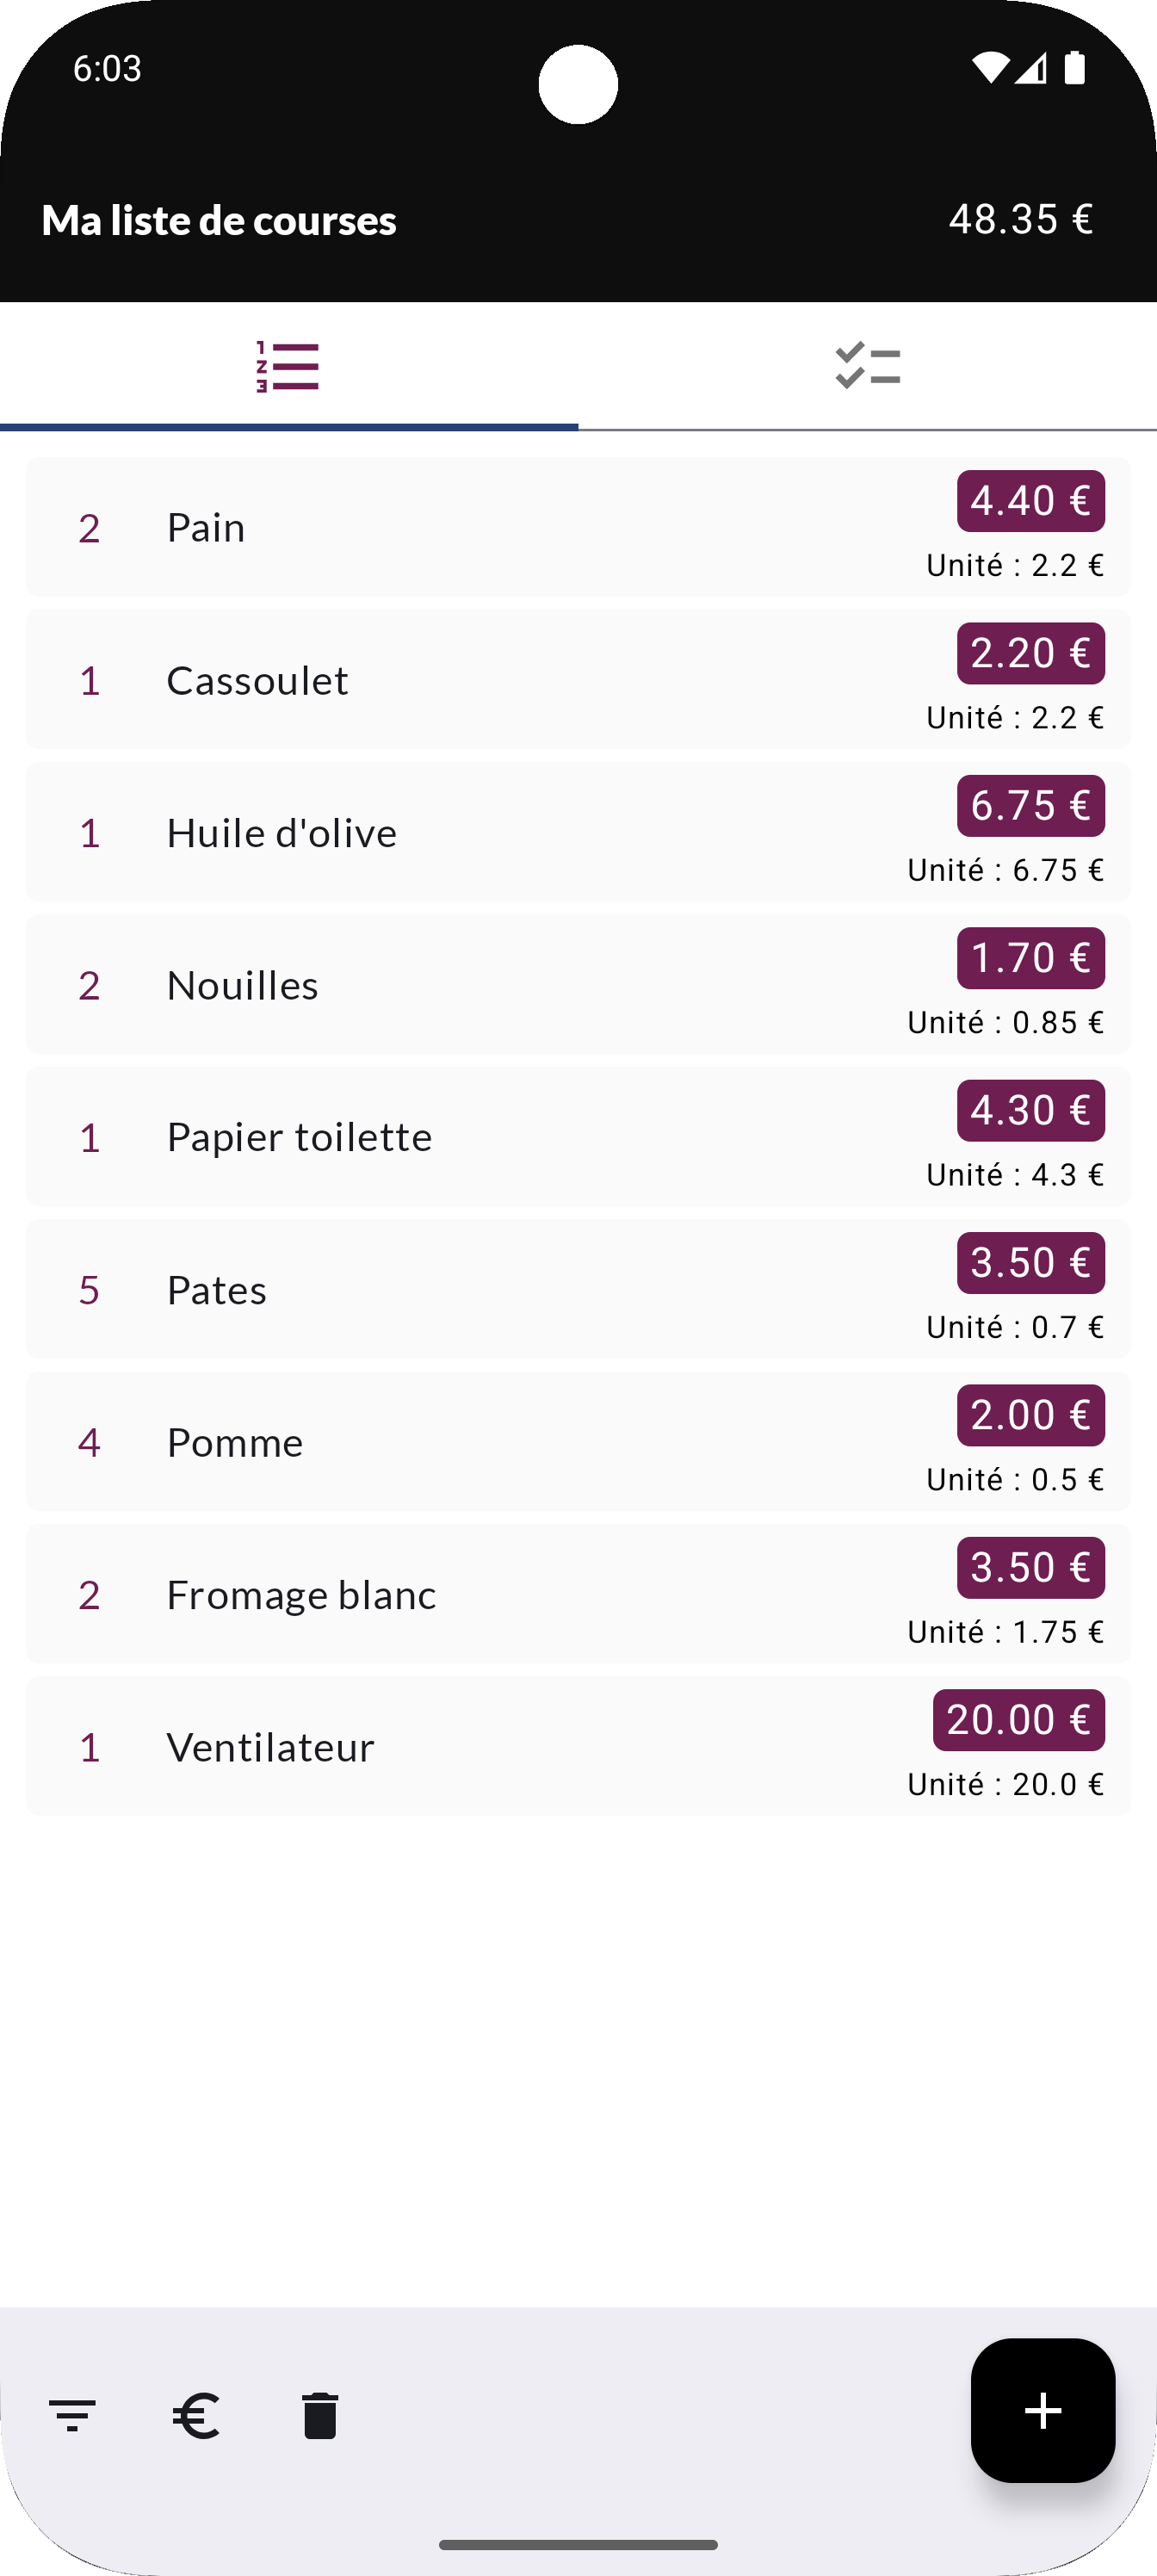 6:03
Ma liste de courses 48.35 €
1
2
3
2 Pain 4.40 €
Unité : 2.2 €
1 Cassoulet 2.20 €
Unité : 2.2 €
1 Huile d'olive 6.75 €
Unité : 6.75 €
2 Nouilles 1.70 €
Unité : 0.85 €
1 Papier toilette 4.30 €
Unité : 4.3 €
5 Pates 3.50 €
Unité : 0.7 €
4 Pomme 2.00 €
Unité : 0.5 €
2 Fromage blanc 3.50 €
Unité : 1.75 €
1 Ventilateur 20.00 €
Unité : 20.0 €
€